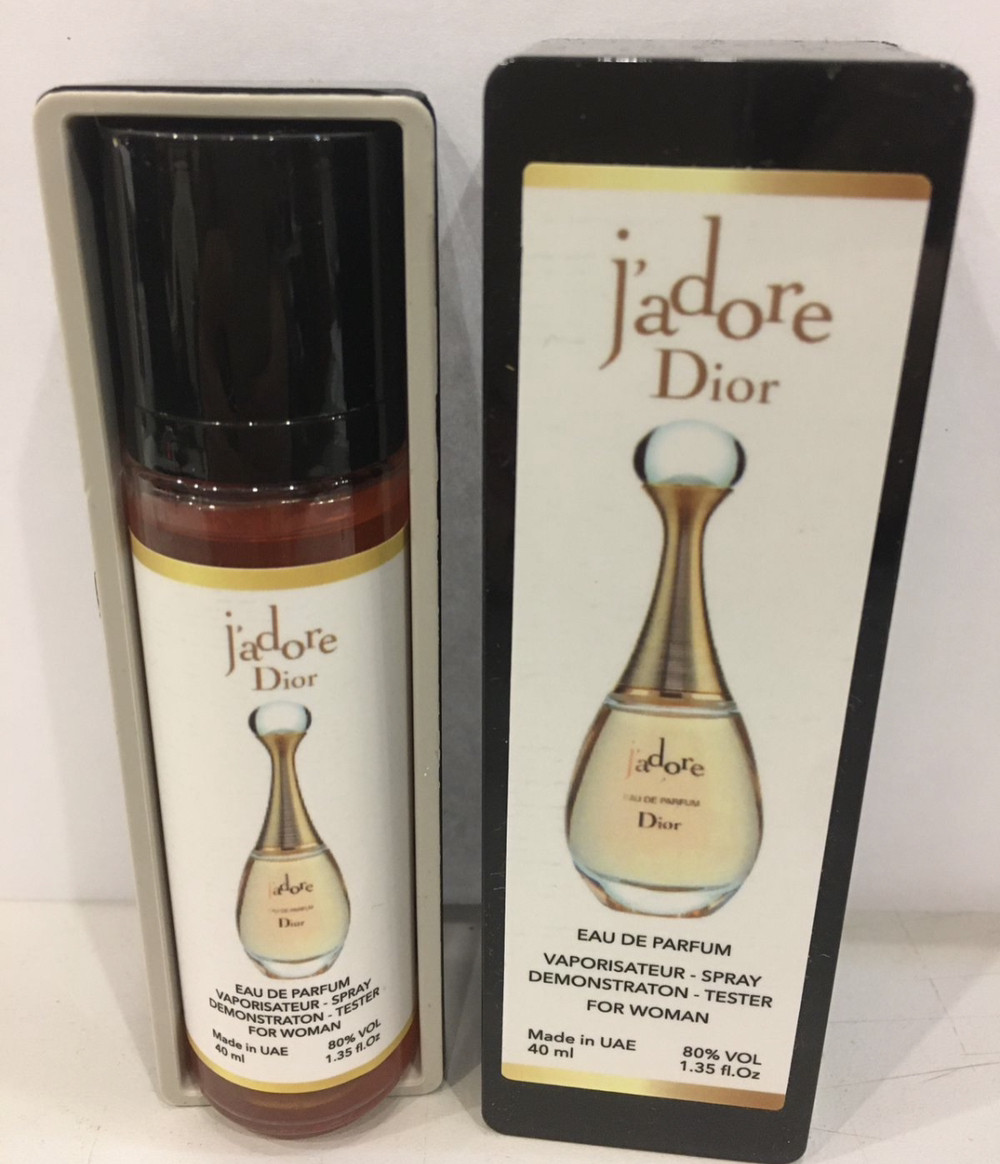 j'adore
Dior
jadore
EAU DE PARFUM
Dior
EAU DE PARFUM
VAPORISATEUR - SPRAY
DEMONSTRATON - TESTER
FOR WOMAN
Made in UAE 80% VOL
40 ml 1.35 fl.Oz
j'adore
Dior
jadore
EAU DE PARFUM
Dior
EAU DE PARFUM
VAPORISATEUR - SPRAY
DEMONSTRATON - TESTER
FOR WOMAN
Made in UAE 80% VOL
40 ml 1.35 fl.Oz